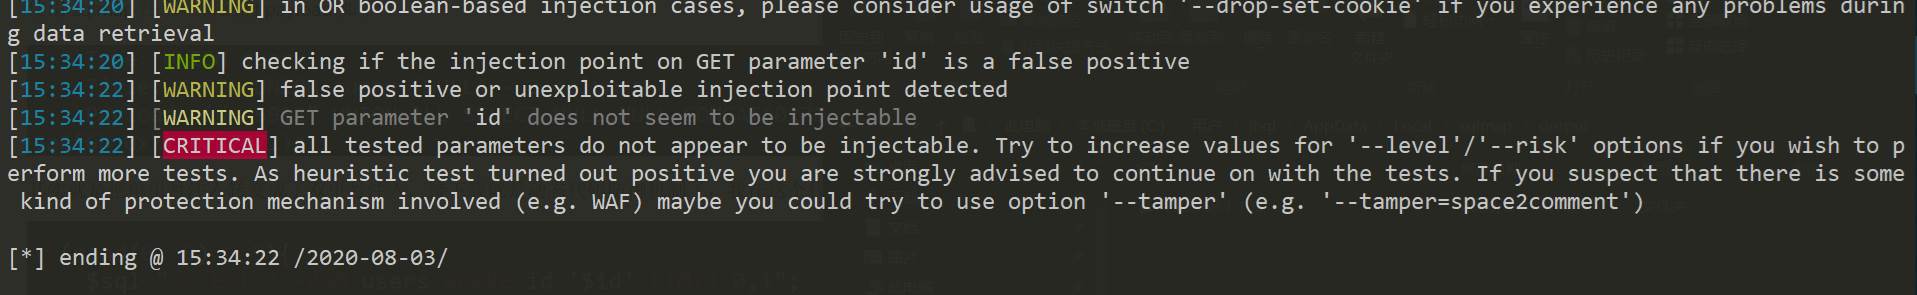 [15:34:20] [WARNING] in OR boolean-based injection cases, please consider usage of switch '--drop-set-cookie' if you experience any problems durin
g data retrieval
[15:34:20] [INFO] checking if the injection point on GET parameter 'id' is a false positive
[15:34:22] [WARNING] false positive or unexploitable injection point detected
[15:34:22] [WARNING] GET parameter 'id' does not seem to be injectable
[15:34:22] [CRITICAL] all tested parameters do not appear to be injectable. Try to increase values for '--level'/'--risk' options if you wish to p
erform more tests. As heuristic test turned out positive you are strongly advised to continue on with the tests. If you suspect that there is some
kind of protection mechanism involved (e.g. WAF) maybe you could try to use option '--tamper' (e.g. '--tamper=space2comment')
[*] ending @ 15:34:22 /2020-08-03/